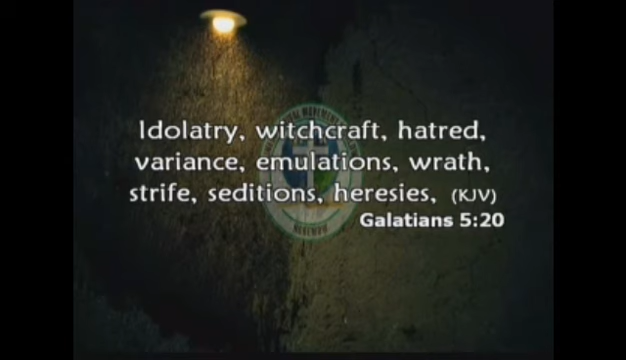 Idolatry, witchcraft, hatred,
variance, emulations, wrath,
strife, seditions, heresies, (KJV)
Galatians 5:20